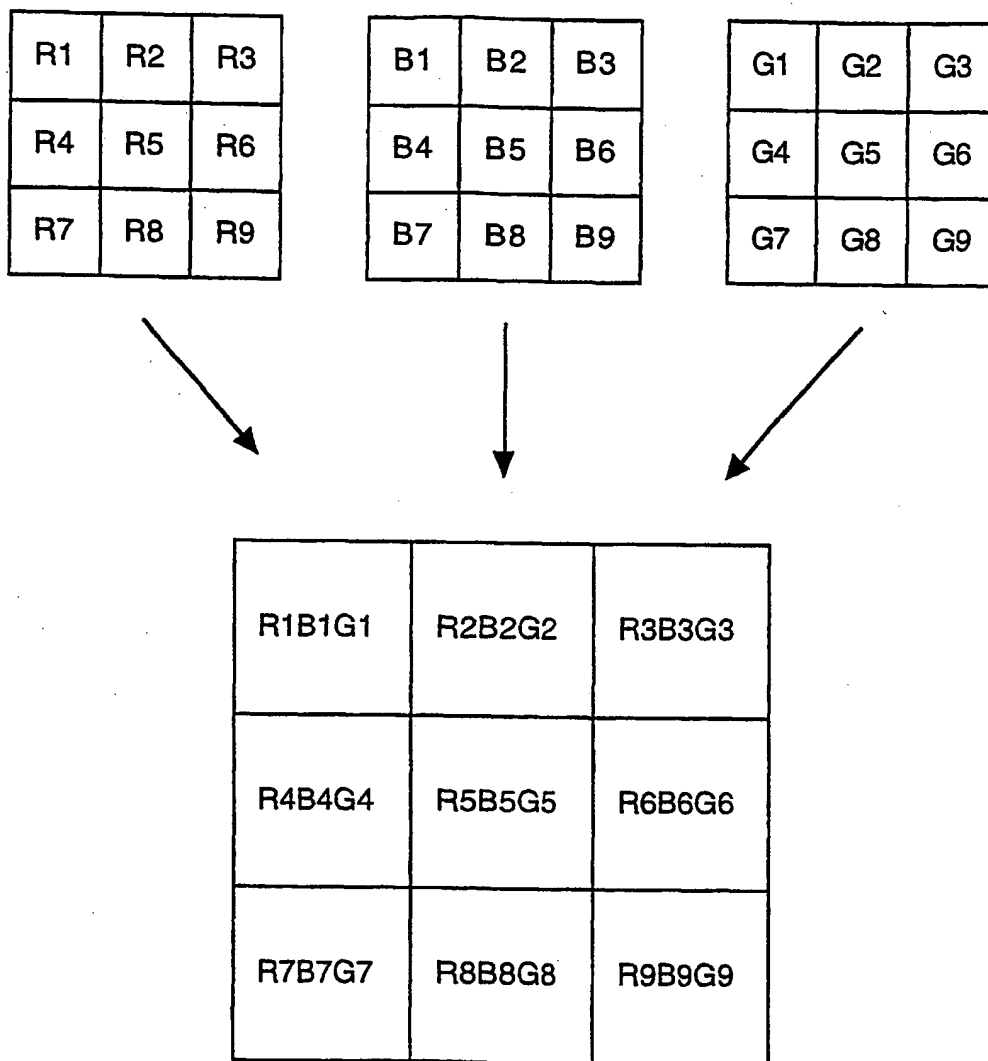 R1 R2 R3 B1 B2 B3 G1 G2 G3
R4 R5 R6 B4 B5 B6 G4 G5 G6
R7 R8 R9 B7 B8 B9 G7 G8 G9
R1B1G1 R2B2G2 R3B3G3
R4B4G4 R5B5G5 R6B6G6
R7B7G7 R8B8G8 R9B9G9